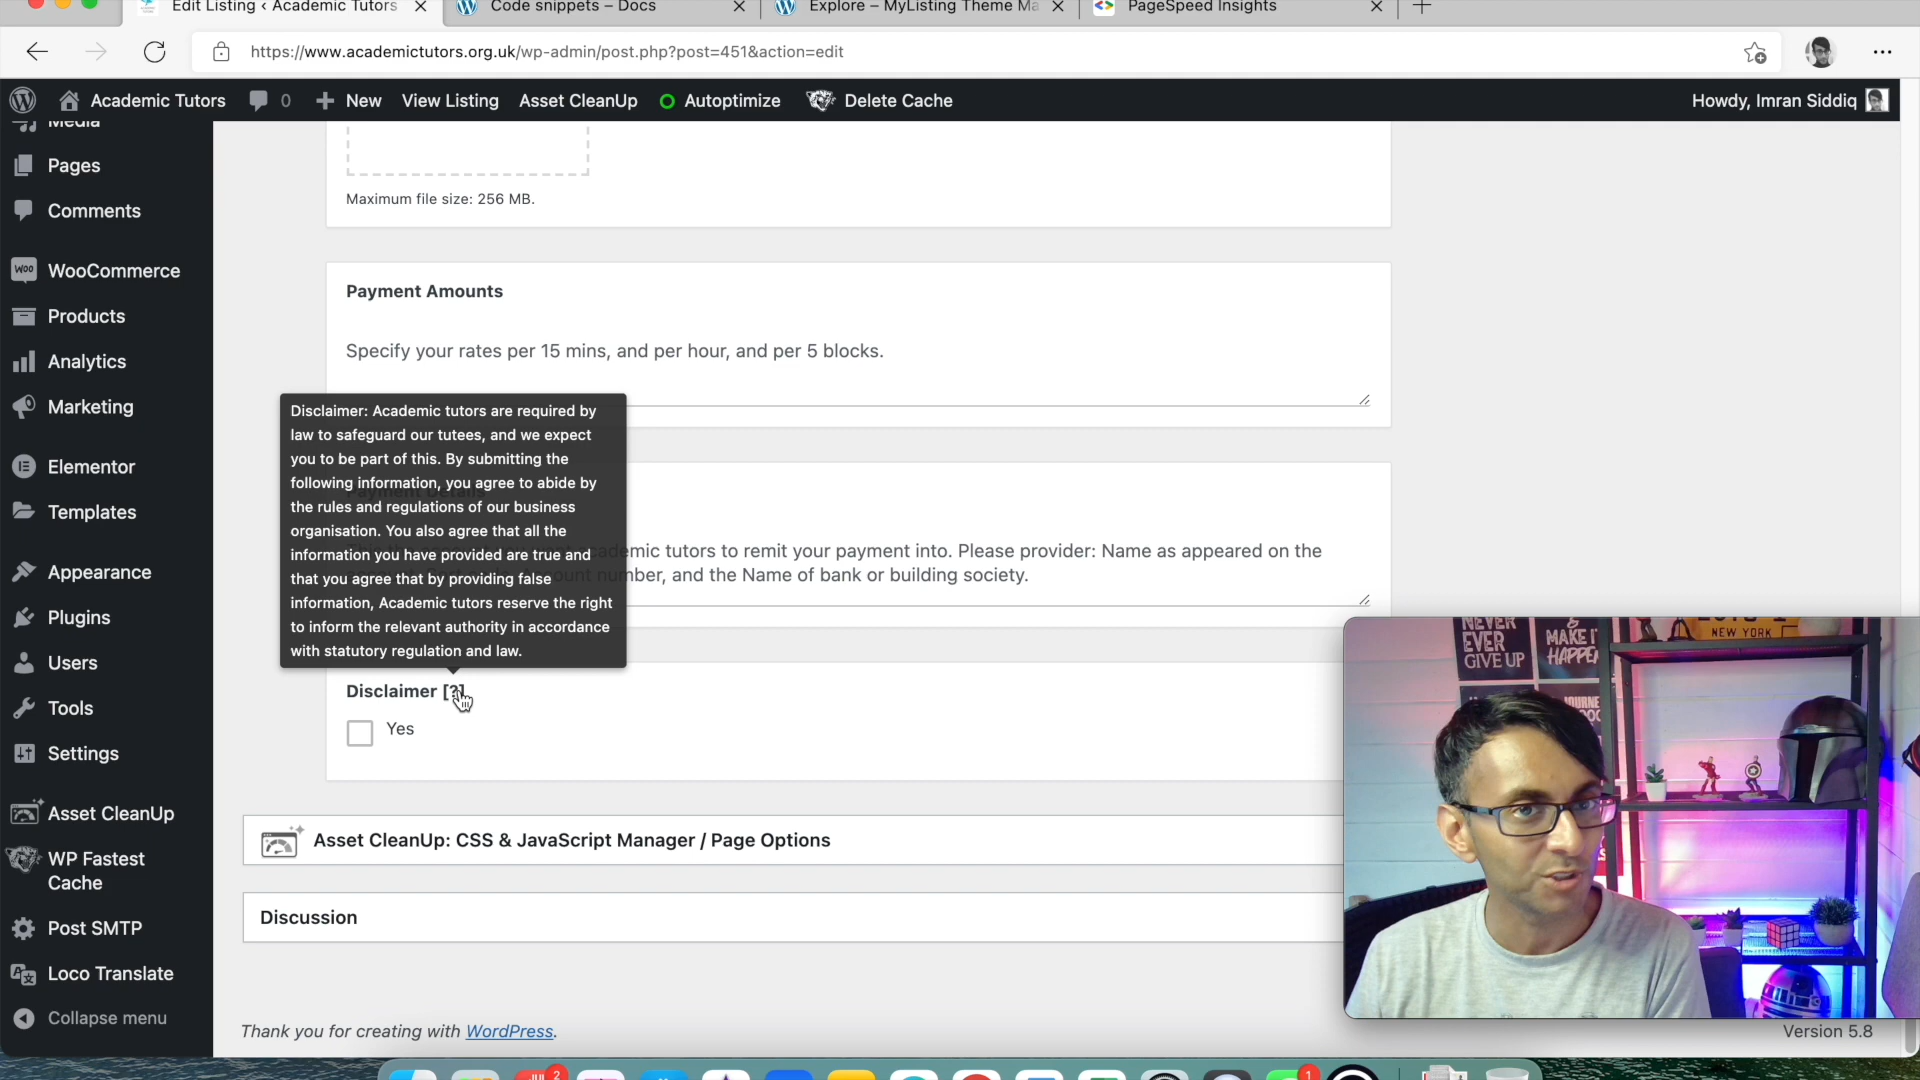 Edit Listing < Academic Tutors
Code snippets – Docs
Explore – MyListing Theme Ma
PageSpeed Insights
https://www.academictutors.org.uk/wp-admin/post.php?post=451&action=edit
Academic Tutors
0
New
View Listing
Asset CleanUp
Autoptimize
Delete Cache
Howdy, Imran Siddiq
Media
Pages
Comments
WooCommerce
Products
Analytics
Marketing
Elementor
Templates
Appearance
Plugins
Users
Tools
Settings
Asset CleanUp
WP Fastest
Cache
Post SMTP
Loco Translate
Collapse menu
Maximum file size: 256 MB.
Payment Amounts
Specify your rates per 15 mins, and per hour, and per 5 blocks.
Disclaimer: Academic tutors are required by
law to safeguard our tutees, and we expect
you to be part of this. By submitting the
following information, you agree to abide by
the rules and regulations of our business
organisation. You also agree that all the
information you have provided are true and
that you agree that by providing false
information, Academic tutors reserve the right
to inform the relevant authority in accordance
with statutory regulation and law.
academic tutors to remit your payment into. Please provider: Name as appeared on the
number, and the Name of bank or building society.
Disclaimer [?]
Yes
Asset CleanUp: CSS & JavaScript Manager / Page Options
Discussion
Thank you for creating with WordPress.
Version 5.8
NEVER
EVER
GIVE UP
MAKE IT
HAPPEN
NEW YORK
2
1